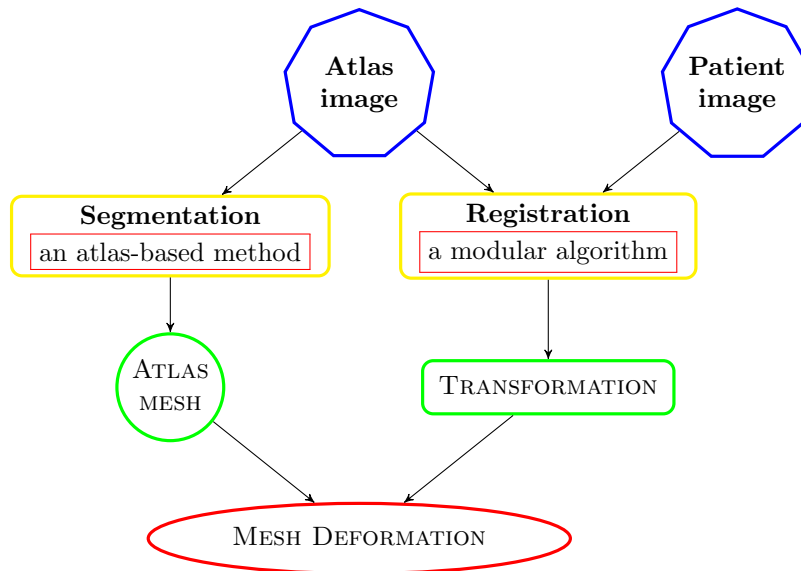 Atlas
image
Patient
image
Segmentation
an atlas-based method
Registration
a modular algorithm
ATLAS
MESH
TRANSFORMATION
MESH DEFORMATION